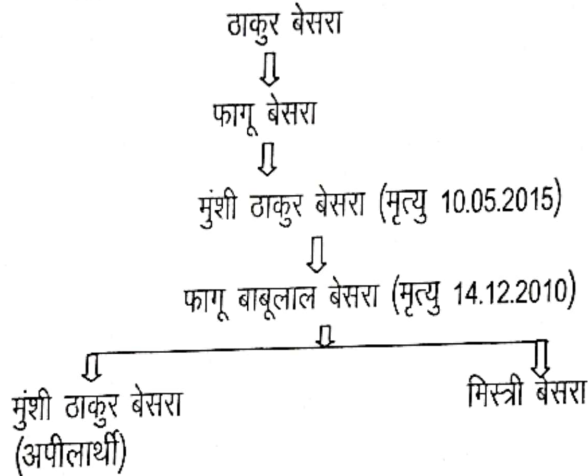 ठाकुर बेसरा
फागू बेसरा
मुंशी ठाकुर बेसरा (मृत्यु 10.05.2015)
फागू बाबूलाल बेसरा (मृत्यु 14.12.2010)
मुंशी ठाकुर बेसरा
मिस्त्री बेसरा
(अपीलार्थी)